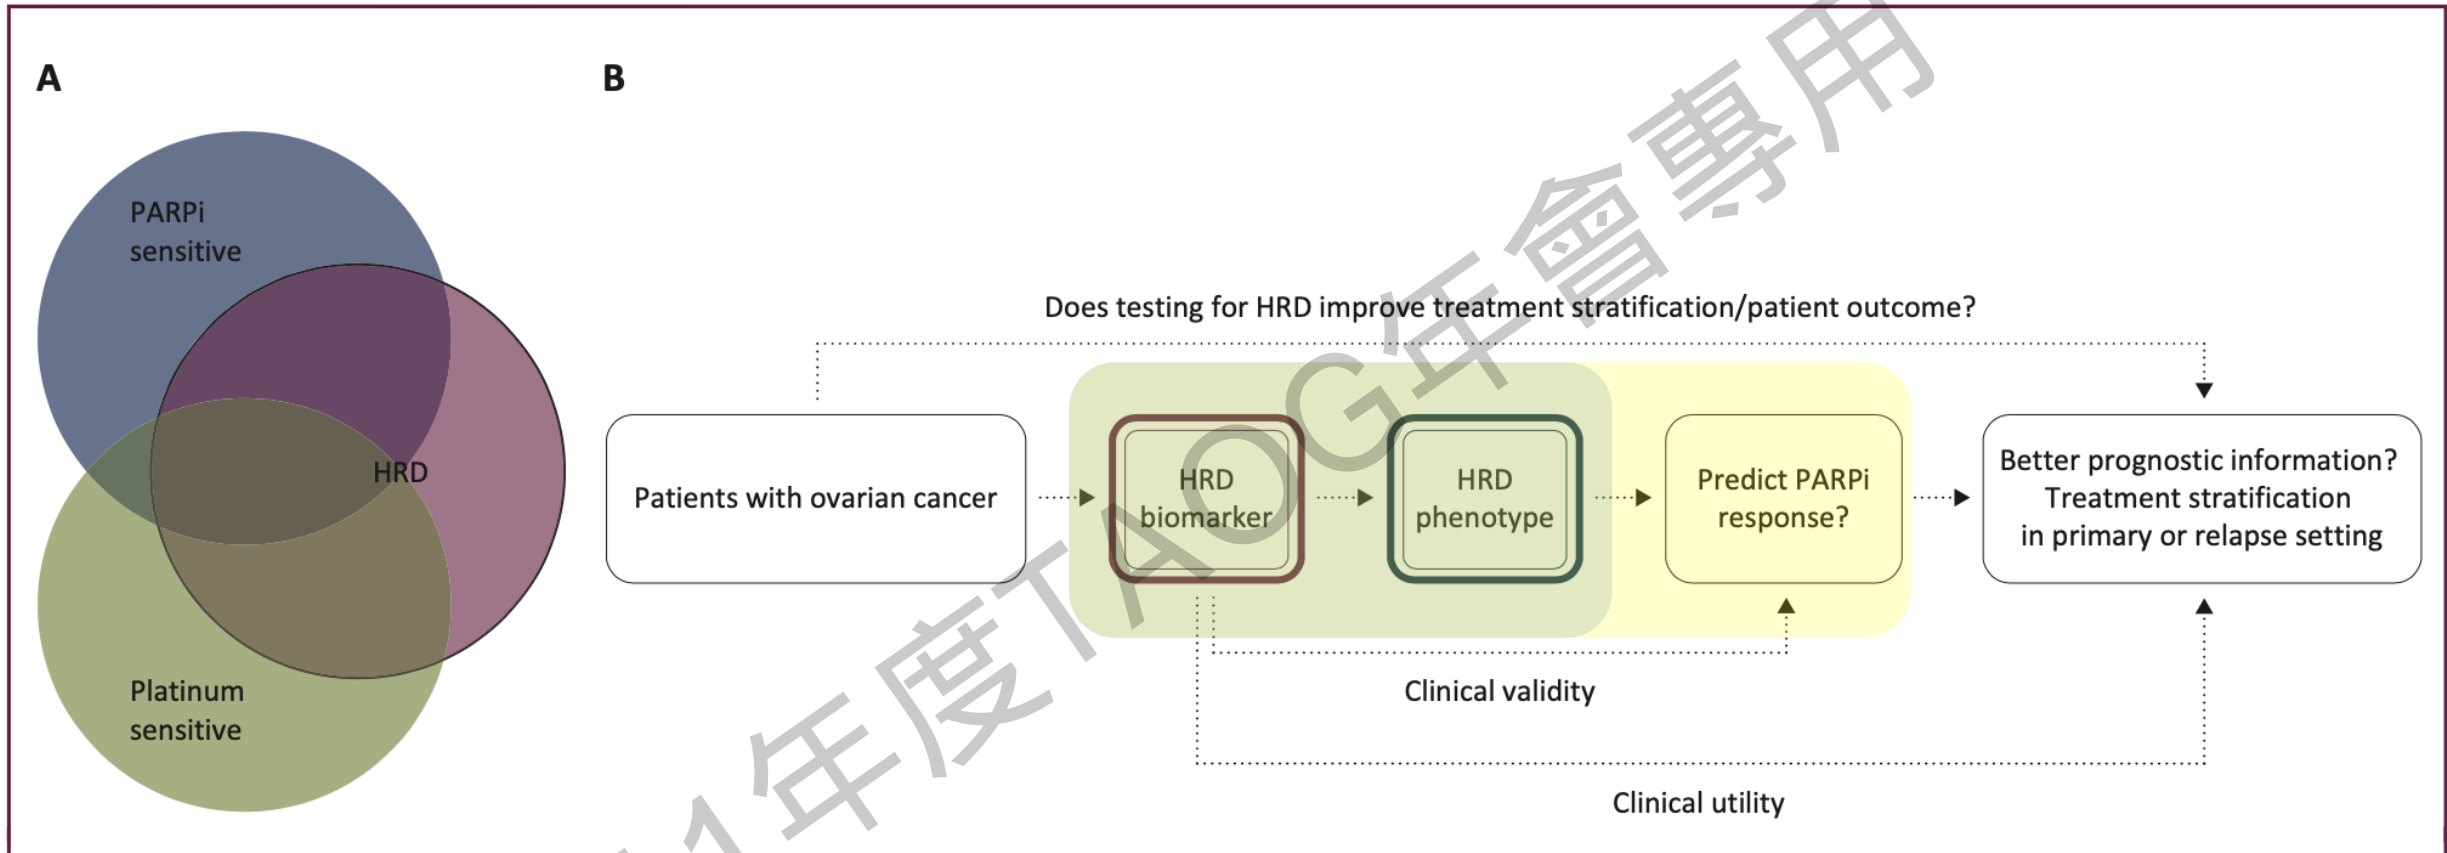 A
B
PARPi
sensitive
HRD
Platinum
sensitive
Does testing for HRD improve treatment stratification/patient outcome?
Patients with ovarian cancer
HRD
biomarker
HRD
phenotype
Predict PARPi
response?
Better prognostic information?
Treatment stratification
in primary or relapse setting
Clinical validity
Clinical utility
1年度TAOG年會專用